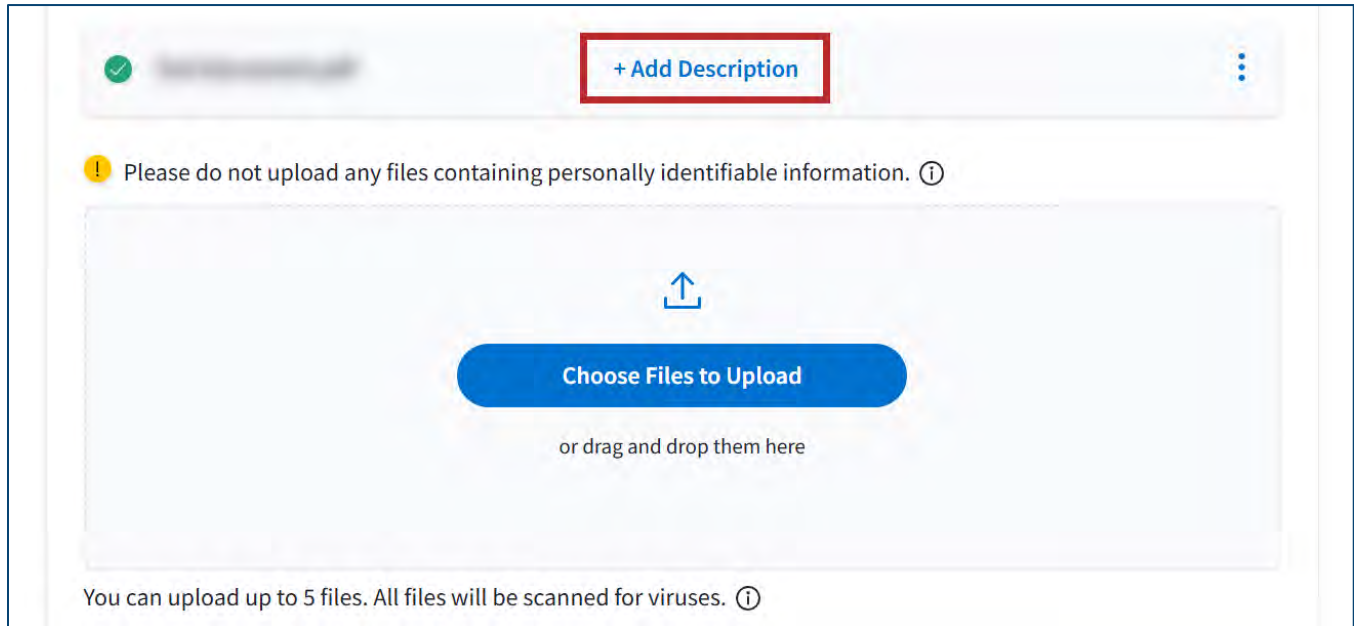 + Add Description
Please do not upload any files containing personally identifiable information.
Choose Files to Upload
or drag and drop them here
You can upload up to 5 files. All files will be scanned for viruses.